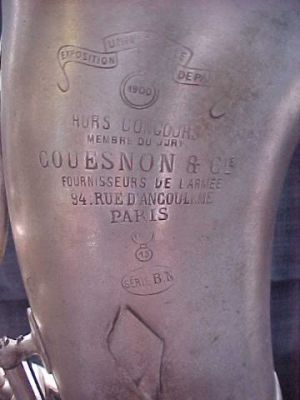 EXPOSITION UNIV DE PA
1900
HORS CONCOURS
MEMBRE DU JURY
COUESNON & CIE
FOURNISSEURS DE L'ARMÉE
94. RUE D'ANGOULÊME
PARIS
SÉRIE B.N